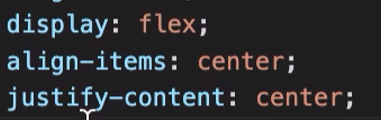 display: flex;
align-items: center;
justify-content: center;